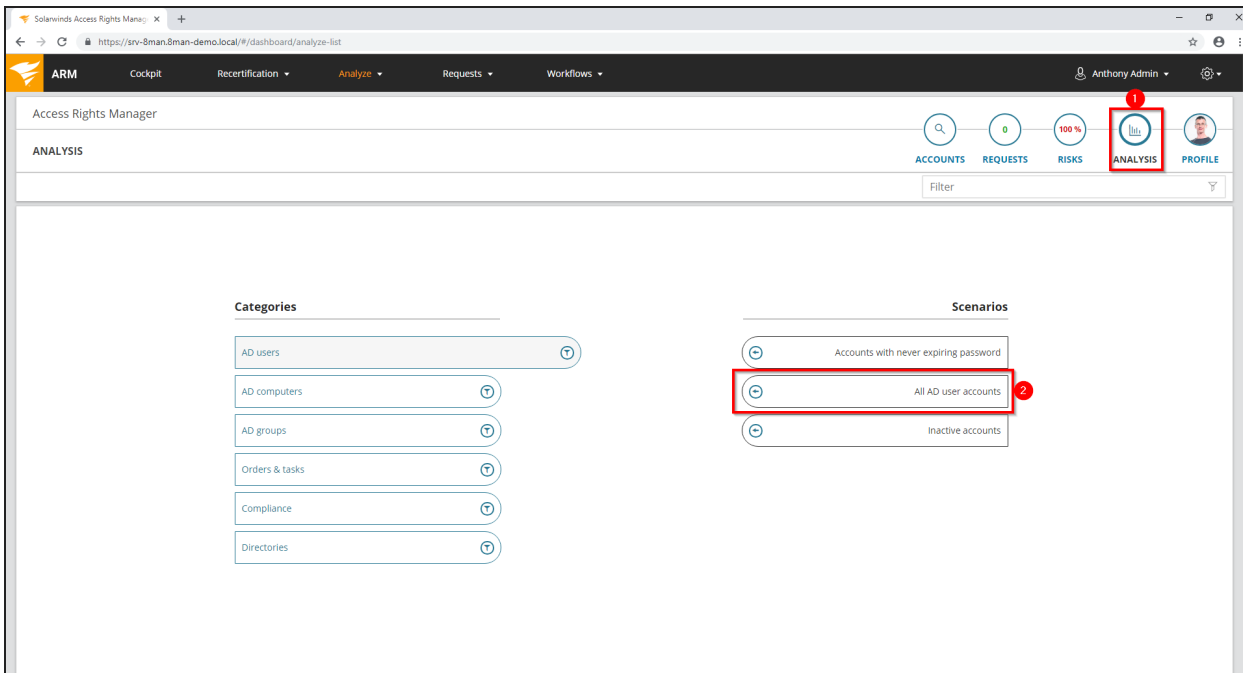 Solarwinds Access Rights Manag
https://srv-8man.8man-demo.local/#/dashboard/analyze-list
ARM Cockpit Recertification Analyze Requests Workflows Anthony Admin
1
Access Rights Manager
0 100 %
ANALYSIS
ACCOUNTS REQUESTS RISKS ANALYSIS PROFILE
Filter
Categories Scenarios
AD users Accounts with never expiring password
AD computers All AD user accounts 2
AD groups Inactive accounts
Orders & tasks
Compliance
Directories